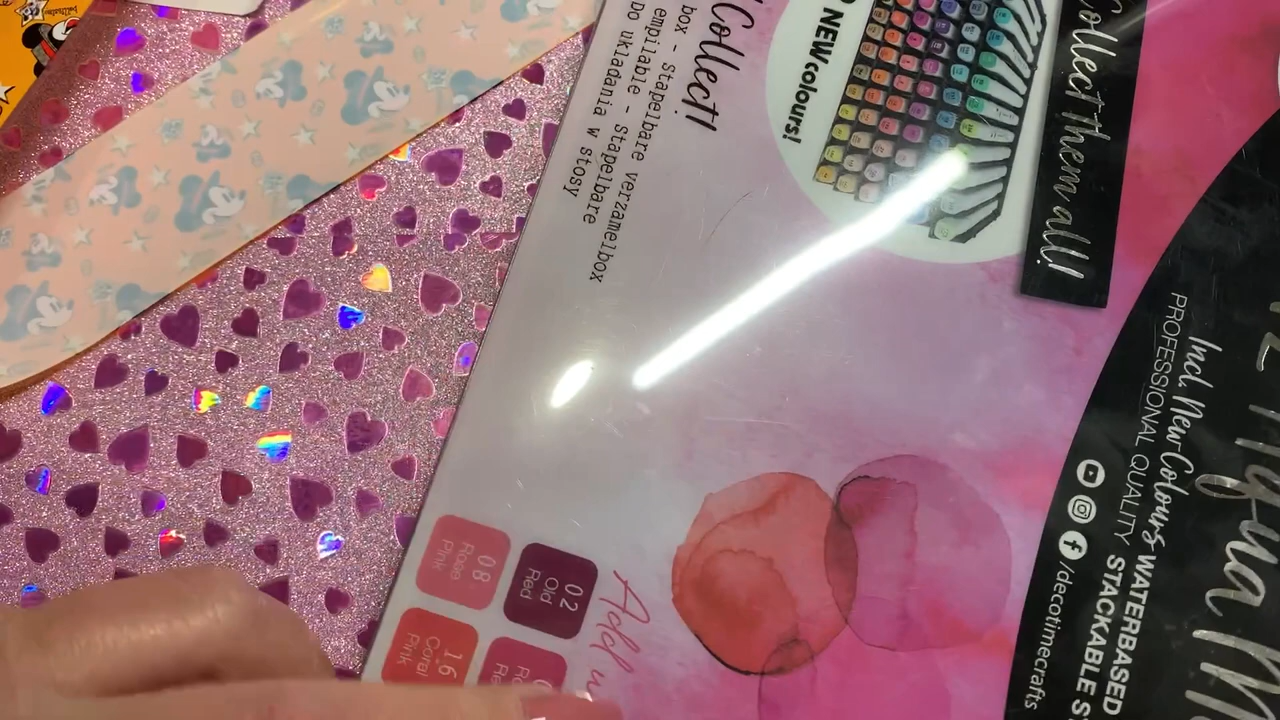 Collect!
box - Stapelbare verzamelbox
empilable - Stapelbare
Do układania w stosy
NEW colours!
Collect them all!
Incl. New Colours
PROFESSIONAL QUALITY
WATERBASED
STACKABLE
/decotimecrafts
Add
02
Old
Red
08
Rose
Pink
16
Coral
Pink